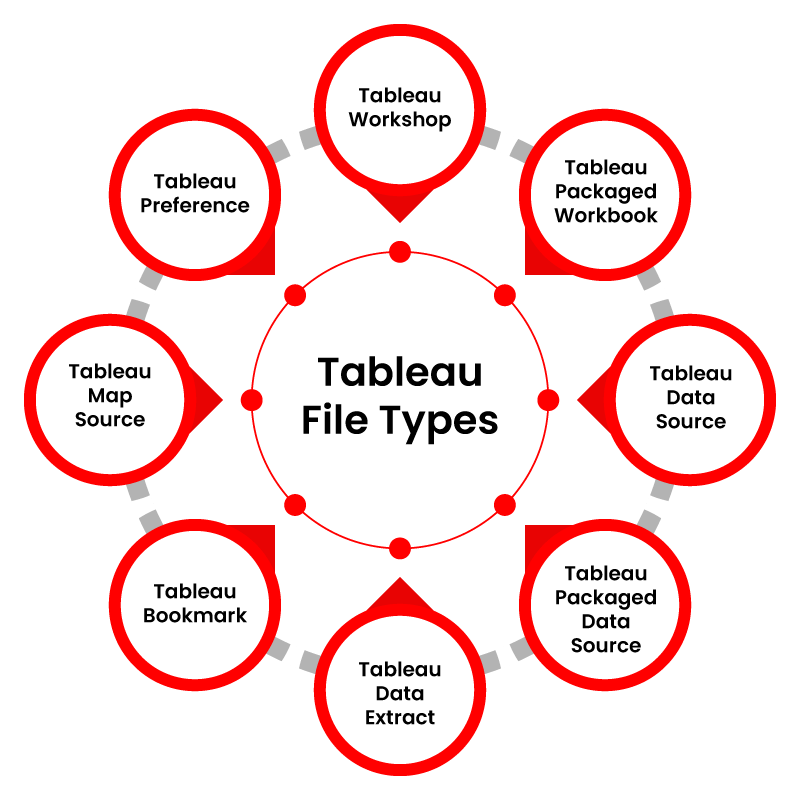 Tableau
Workshop
Tableau
Packaged
Workbook
Tableau
Data
Source
Tableau
Packaged
Data
Source
Tableau
Data
Extract
Tableau
Bookmark
Tableau
Map
Source
Tableau
Preference
Tableau
File Types